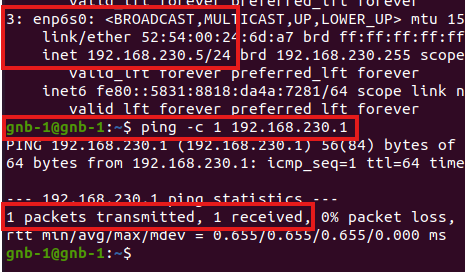 3: enp6s0: <BROADCAST,MULTICAST,UP,LOWER_UP> mtu 15
link/ether 52:54:00:24:6d:a7 brd ff:ff:ff:ff:ff
inet 192.168.230.5/24 brd 192.168.230.255 scope
valid_lft forever preferred_lft forever
inet6 fe80::5831:8818:da4a:7281/64 scope link n
valid_lft forever preferred_lft forever
gnb-1@gnb-1:~$ ping -c 1 192.168.230.1
PING 192.168.230.1 (192.168.230.1) 56(84) bytes of
64 bytes from 192.168.230.1: icmp_seq=1 ttl=64 time
--- 192.168.230.1 ping statistics ---
1 packets transmitted, 1 received, 0% packet loss,
rtt min/avg/max/mdev = 0.655/0.655/0.655/0.000 ms
gnb-1@gnb-1:~$